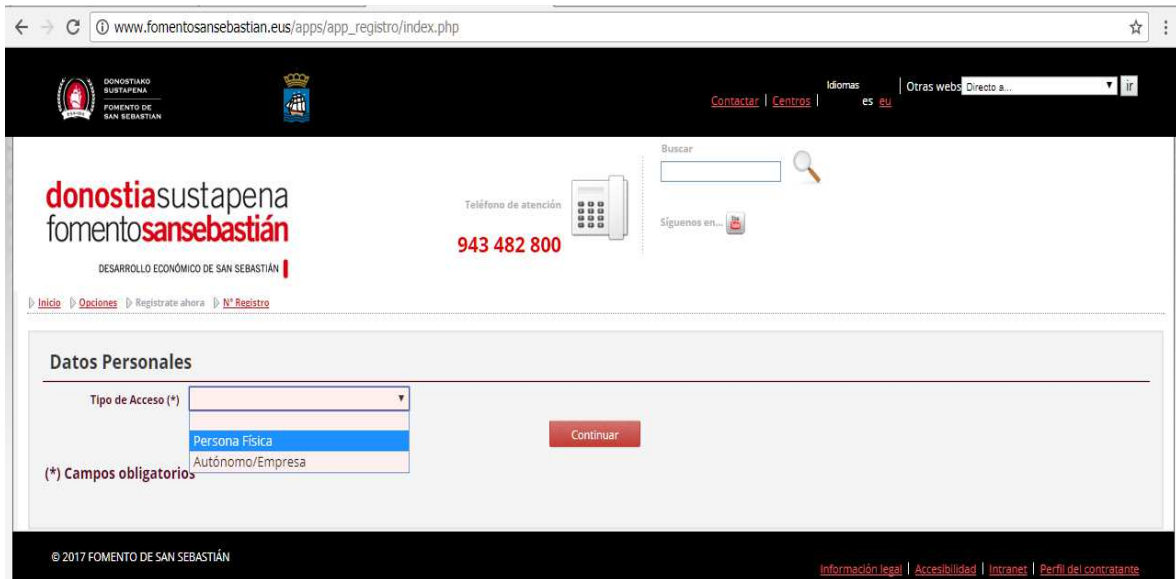 www.fomentosansebastian.eus/apps/app_registro/index.php
DONOSTIAKO
SUSTAPENA
FOMENTO DE
SAN SEBASTIAN
Contactar | Centros |
Idiomas
es eu
Otras webs Directo a... ir
donostiasustapena
fomentosansebastián
DESARROLLO ECONÓMICO DE SAN SEBASTIÁN
Teléfono de atención
943 482 800
Buscar
Síguenos en...
Inicio Opciones Registrate ahora Nº Registro
Datos Personales
Tipo de Acceso (*)
Persona Física
Autónomo/Empresa
Continuar
(*) Campos obligatorios
© 2017 FOMENTO DE SAN SEBASTIÁN
Información legal | Accesibilidad | Intranet | Perfil del contratante